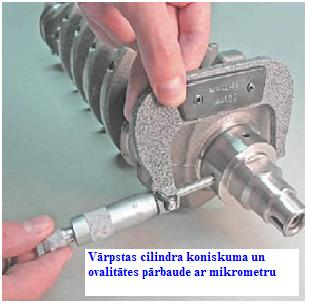 Vārpstas cilindra koniskuma un
ovalitātes pārbaude ar mikrometru